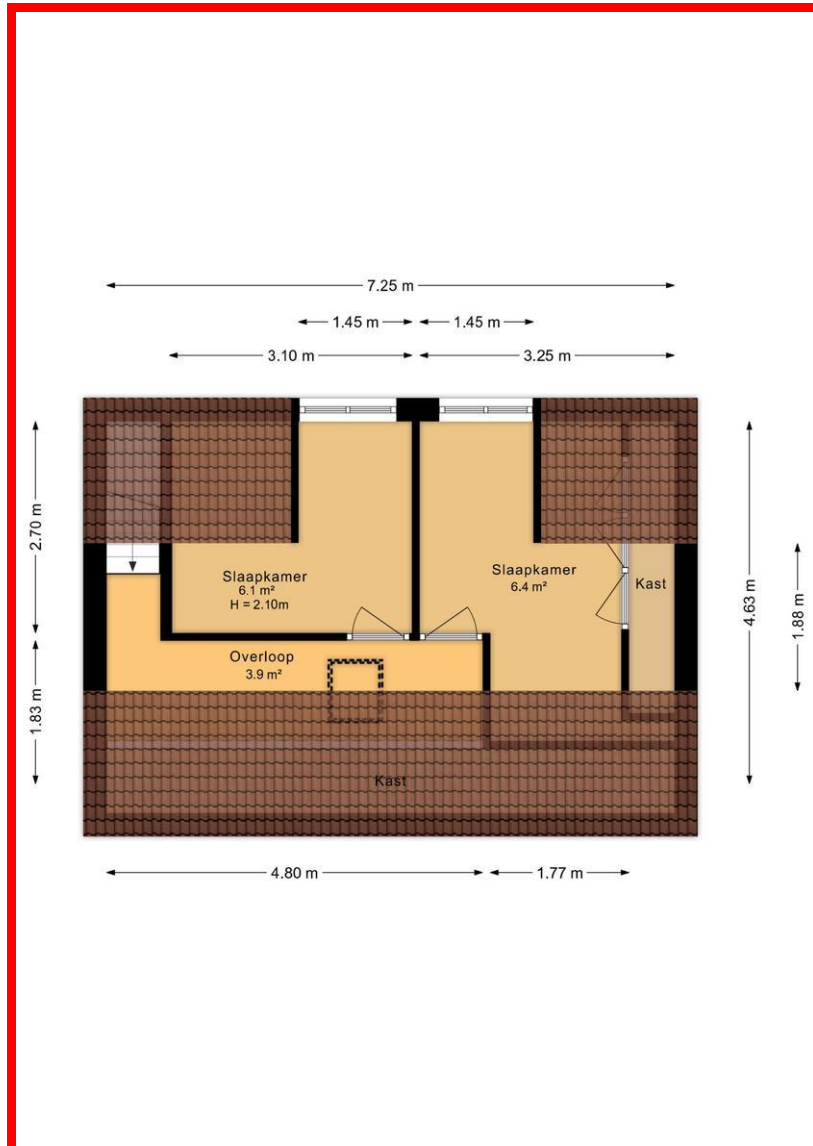 7.25 m
1.45 m
1.45 m
3.10 m
3.25 m
2.70 m
Slaapkamer
6.1 m²
H = 2.10m
Slaapkamer
6.4 m²
Kast
4.63 m
1.88 m
Overloop
3.9 m²
1.83 m
Kast
4.80 m
1.77 m